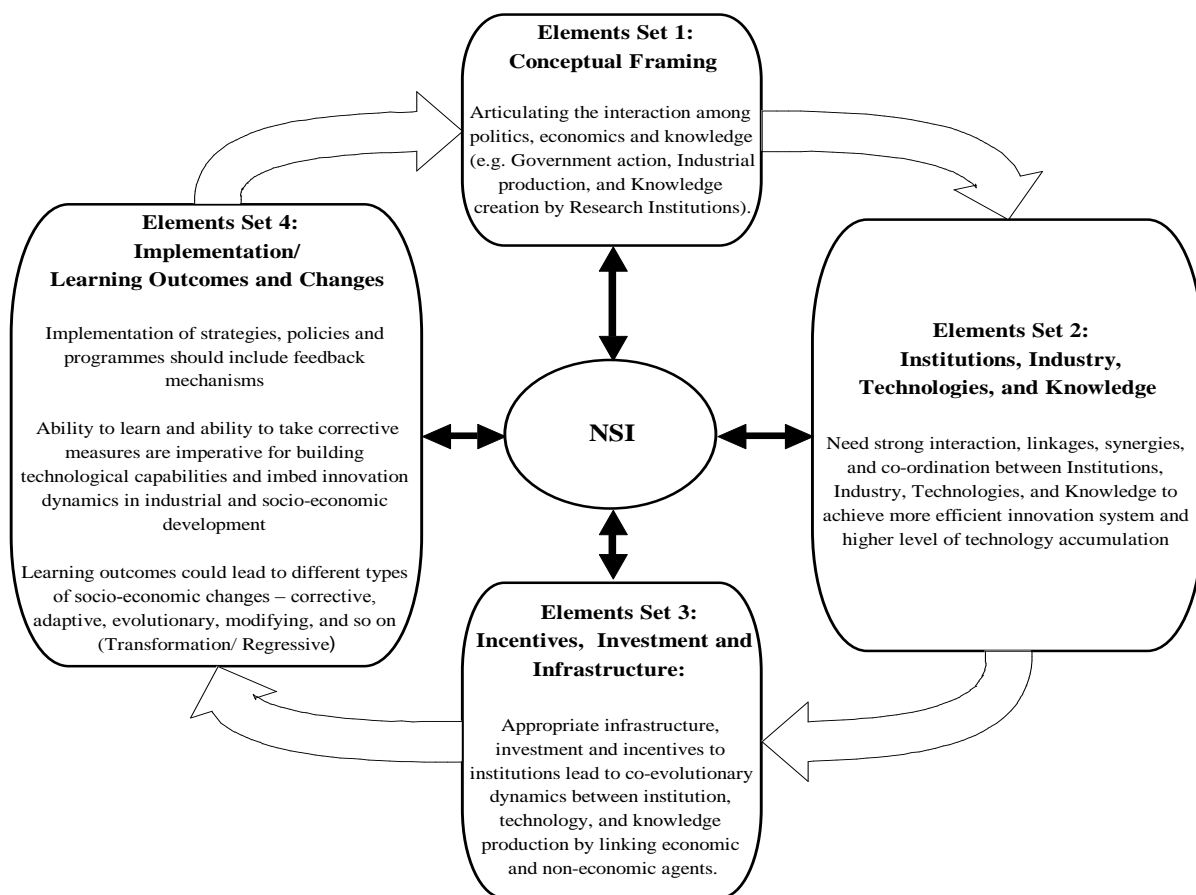 Elements Set 1:
Conceptual Framing
Articulating the interaction among
politics, economics and knowledge
(e.g. Government action, Industrial
production, and Knowledge
creation by Research Institutions).
Elements Set 2:
Institutions, Industry,
Technologies, and Knowledge
Need strong interaction, linkages, synergies,
and co-ordination between Institutions,
Industry, Technologies, and Knowledge to
achieve more efficient innovation system and
higher level of technology accumulation
Elements Set 3:
Incentives, Investment and
Infrastructure:
Appropriate infrastructure,
investment and incentives to
institutions lead to co-evolutionary
dynamics between institution,
technology, and knowledge
production by linking economic
and non-economic agents.
Elements Set 4:
Implementation/
Learning Outcomes and Changes
Implementation of strategies, policies and
programmes should include feedback
mechanisms
Ability to learn and ability to take corrective
measures are imperative for building
technological capabilities and imbed innovation
dynamics in industrial and socio-economic
development
Learning outcomes could lead to different types
of socio-economic changes – corrective,
adaptive, evolutionary, modifying, and so on
(Transformation/ Regressive)
NSI